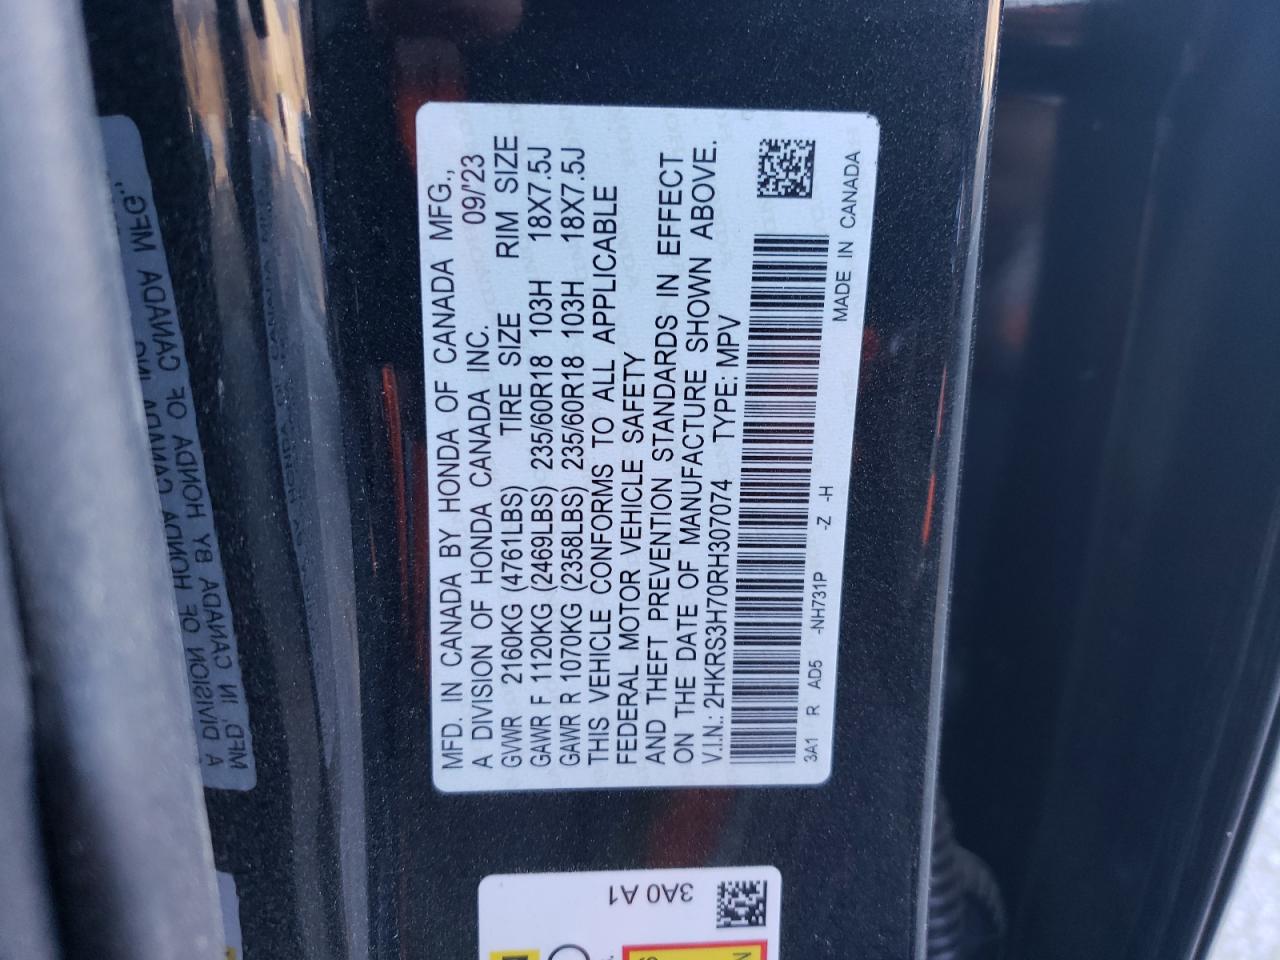 MFD. IN CANADA BY HONDA OF CANADA MFG.,
A DIVISION OF HONDA CANADA INC. 09/'23
GVWR 2160KG (4761LBS) TIRE SIZE RIM SIZE
GAWR F 1120KG (2469LBS) 235/60R18 103H 18X7.5J
GAWR R 1070KG (2358LBS) 235/60R18 103H 18X7.5J
THIS VEHICLE CONFORMS TO ALL APPLICABLE
FEDERAL MOTOR VEHICLE SAFETY
AND THEFT PREVENTION STANDARDS IN EFFECT
ON THE DATE OF MANUFACTURE SHOWN ABOVE.
V.I.N.: 2HKRS3H70RH307074 TYPE: MPV
3A1 R AD5 -NH731P -Z -H MADE IN CANADA
3A0 A1